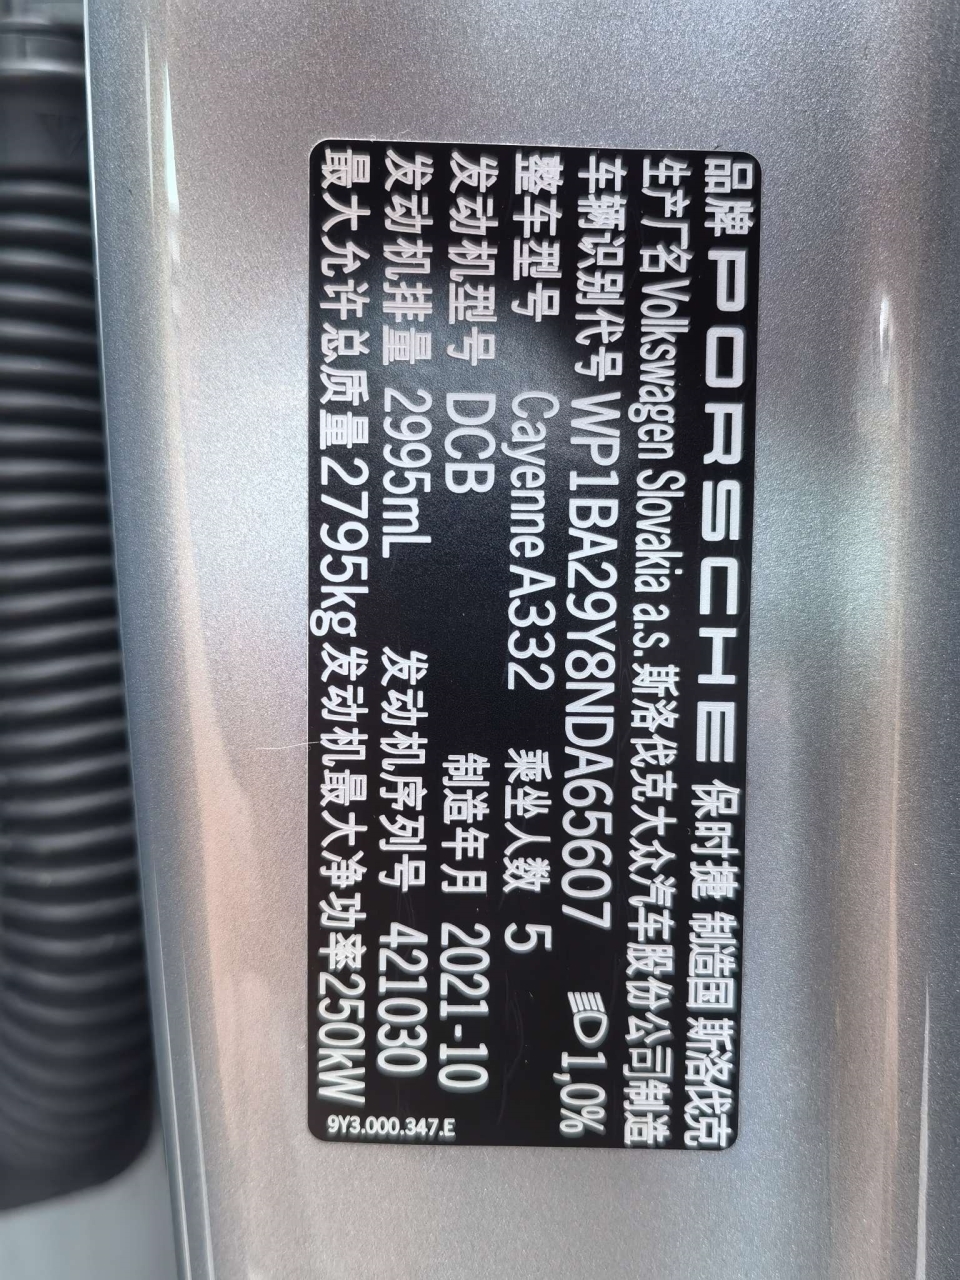 品牌 PORSCHE 保时捷 制造国 斯洛伐克
生产厂名 Volkswagen Slovakia a.s. 斯洛伐克大众汽车股份公司制造
车辆识别代号 WP1BA29Y8NDA65607 1,0%
整车型号 Cayenne A332 乘坐人数 5
发动机型号 DCB 制造年月 2021-10
发动机排量 2995mL 发动机序列号 421030
最大允许总质量 2795kg 发动机最大净功率 250kW
9Y3.000.347.E